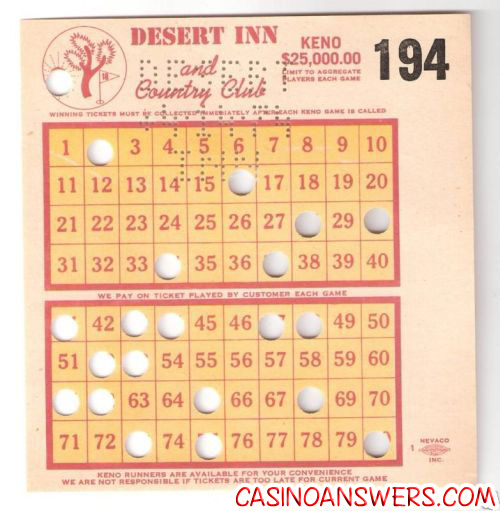 DESERT INN
and
Country Club
KENO
$25,000.00
LIMIT TO AGGREGATE
PLAYERS EACH GAME
194
18
WINNING TICKETS MUST BE COLLECTED IMMEDIATELY AFTER EACH KENO GAME IS CALLED
1 3 4 5 6 7 8 9 10
11 12 13 14 15 17 18 19 20
21 22 23 24 25 26 27 29
31 32 33 35 36 38 39 40
WE PAY ON TICKET PLAYED BY CUSTOMER EACH GAME
42 45 46 49 50
51 54 55 56 57 58 59 60
63 64 66 67 69 70
71 72 74 76 77 78 79
KENO RUNNERS ARE AVAILABLE FOR YOUR CONVENIENCE
WE ARE NOT RESPONSIBLE IF TICKETS ARE TOO LATE FOR CURRENT GAME
1 NEVACO
INC.
CASINOANSWERS.COM